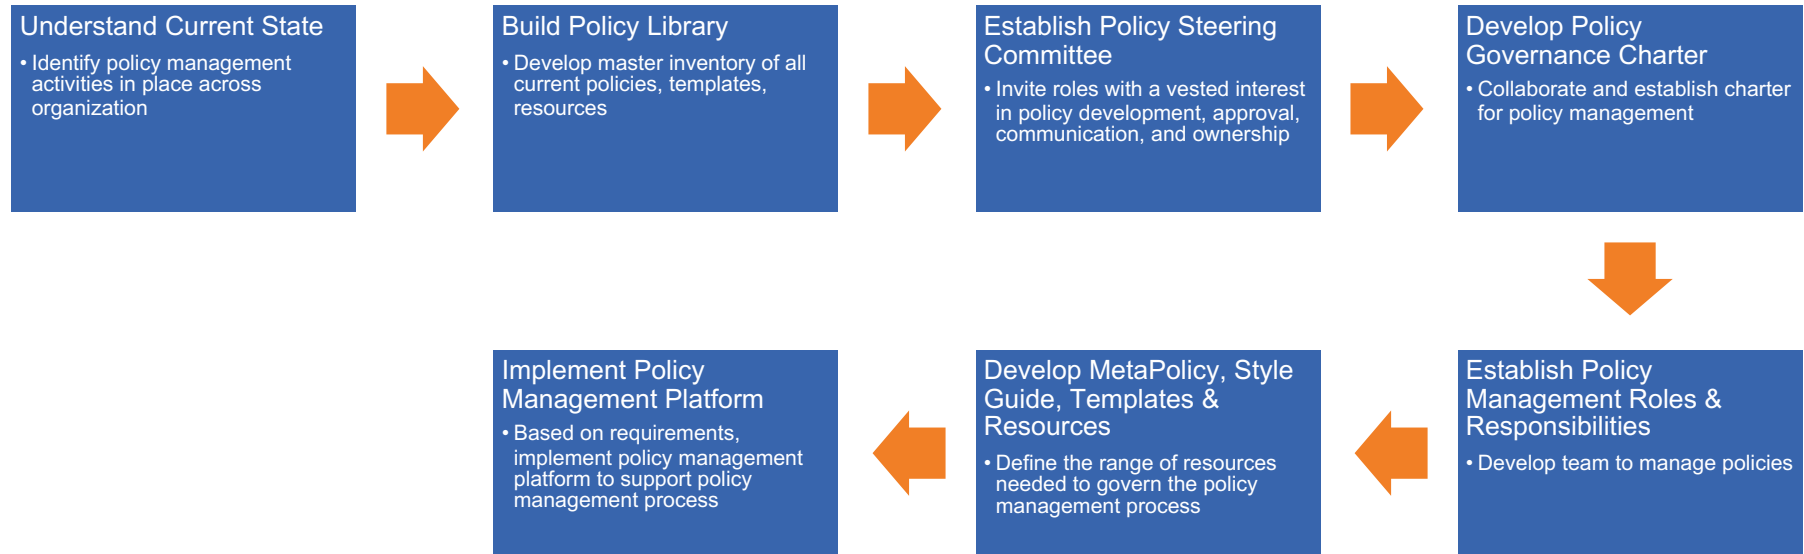 Understand Current State
• Identify policy management
activities in place across
organization
Build Policy Library
• Develop master inventory of all
current policies, templates,
resources
Establish Policy Steering
Committee
• Invite roles with a vested interest
in policy development, approval,
communication, and ownership
Develop Policy
Governance Charter
• Collaborate and establish charter
for policy management
Establish Policy
Management Roles &
Responsibilities
• Develop team to manage policies
Develop MetaPolicy, Style
Guide, Templates &
Resources
• Define the range of resources
needed to govern the policy
management process
Implement Policy
Management Platform
• Based on requirements,
implement policy management
platform to support policy
management process